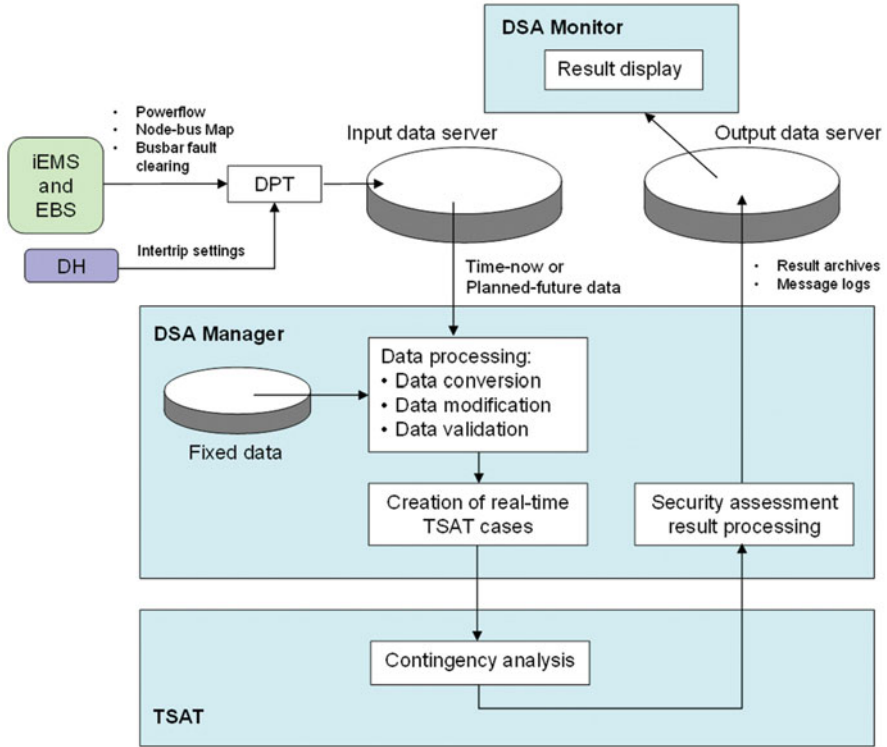 DSA Monitor
Result display
• Powerflow
• Node-bus Map
• Busbar fault
clearing
Input data server
Output data server
iEMS
and
EBS
DPT
Intertrip settings
DH
Time-now or
Planned-future data
• Result archives
• Message logs
DSA Manager
Data processing:
• Data conversion
• Data modification
• Data validation
Fixed data
Creation of real-time
TSAT cases
Security assessment
result processing
Contingency analysis
TSAT